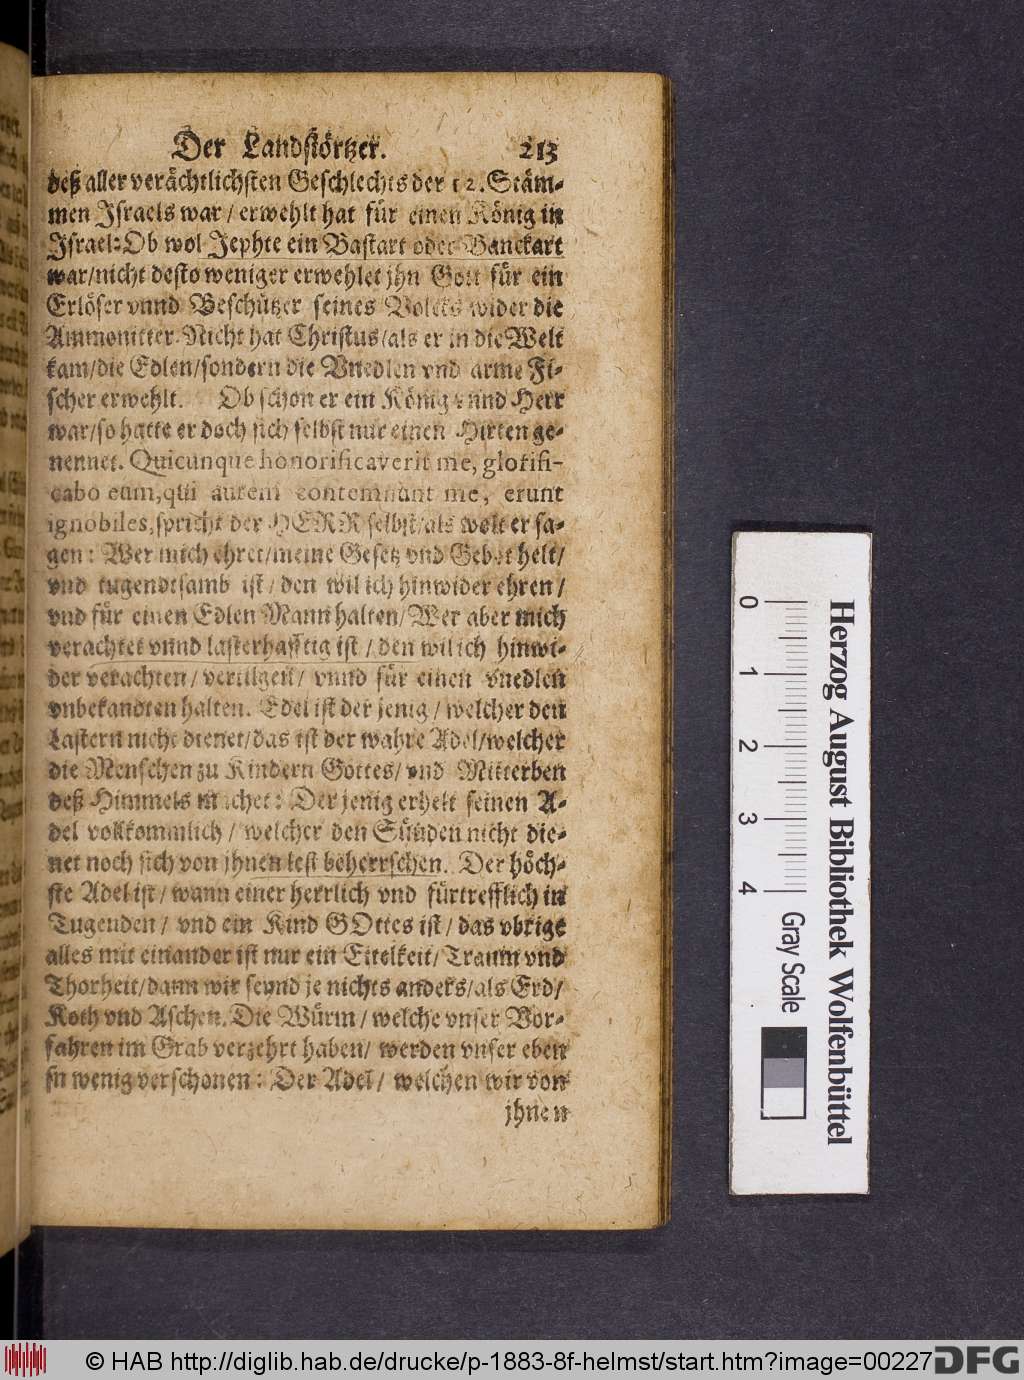 Der Landstörtzer. 213
deß aller verächtlichsten Geschlechts der 12. Stäm-
men Israels war / erwehlt hat für einen König in
Israel: Ob wol Jephte ein Bastart oder Banckart
war/nicht desto weniger erwehlet jhn Gott für ein
Erlöser vnnd Beschützer seines Volcks wider die
Ammonitter. Nicht hat Christus/als er in die Welt
kam/die Edlen/sondern die Vnedlen vnd arme Fi-
scher erwehlt. Ob schon er ein König vnnd Herr
war/so hatte er doch sich selbst nur einen Hirten ge-
nennet. Quicunque honorificaverit me, glorifi-
cabo eum, qui autem contemnunt me, erunt
ignobiles, spricht der HERR selbst/als wolt er sa-
gen: Wer mich ehret/meine Gesetz vnd Gebot helt/
vnd tugendtsamb ist / den wil ich hinwider ehren /
vnd für einen Edlen Mann halten/Wer aber mich
verachtet vnnd lasterhafftig ist / den wil ich hinwi-
der verachten / vertilgen / vnnd für einen vnedlen
vnbekandten halten. Edel ist der jenig / welcher den
Lastern nicht dienet/das ist der wahre Adel/welcher
die Menschen zu Kindern Gottes/ vnd Miterben
deß Himmels machet: Der jenig erhelt seinen A-
del vollkommlich / welcher den Sünden nicht die-
net noch sich von jhnen lest beherrschen. Der höch-
ste Adel ist / wann einer herrlich vnd fürtrefflich in
Tugenden / vnd ein Kind GOttes ist / das vbrige
alles mit einander ist nur ein Eitelkeit/ Traum vnd
Thorheit/dann wir seynd je nichts anders/als Erd/
Koth vnd Aschen. Die Würm / welche vnser Vor-
fahren im Grab verzehrt haben/ werden vnser eben
so wenig verschonen: Der Adel / welchen wir von
jhnen
Herzog August Bibliothek Wolfenbüttel
0 1 2 3 4 Gray Scale
© HAB http://diglib.hab.de/drucke/p-1883-8f-helmst/start.htm?image=00227 DFG